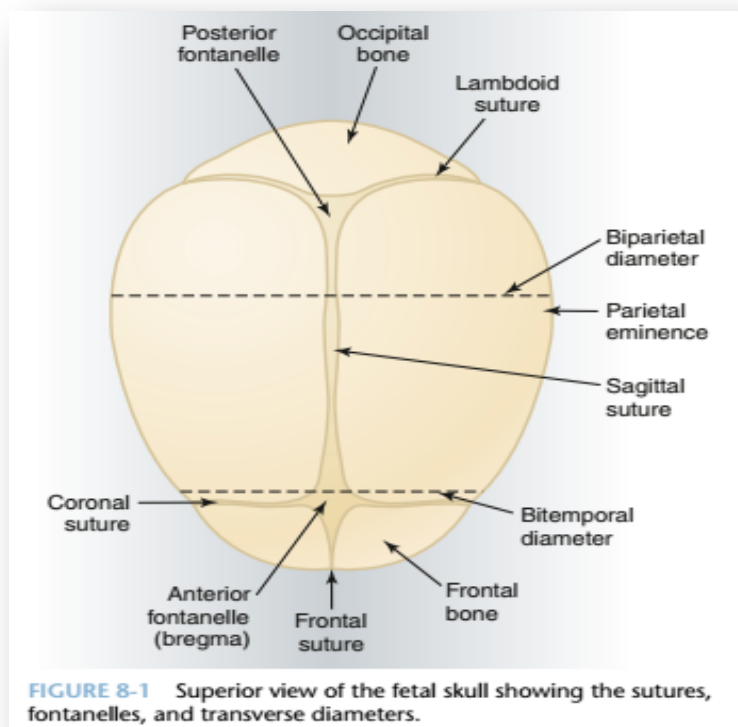 Posterior
fontanelle
Occipital
bone
Lambdoid
suture
Biparietal
diameter
Parietal
eminence
Sagittal
suture
Coronal
suture
Bitemporal
diameter
Anterior
fontanelle
(bregma)
Frontal
suture
Frontal
bone
FIGURE 8-1 Superior view of the fetal skull showing the sutures,
fontanelles, and transverse diameters.